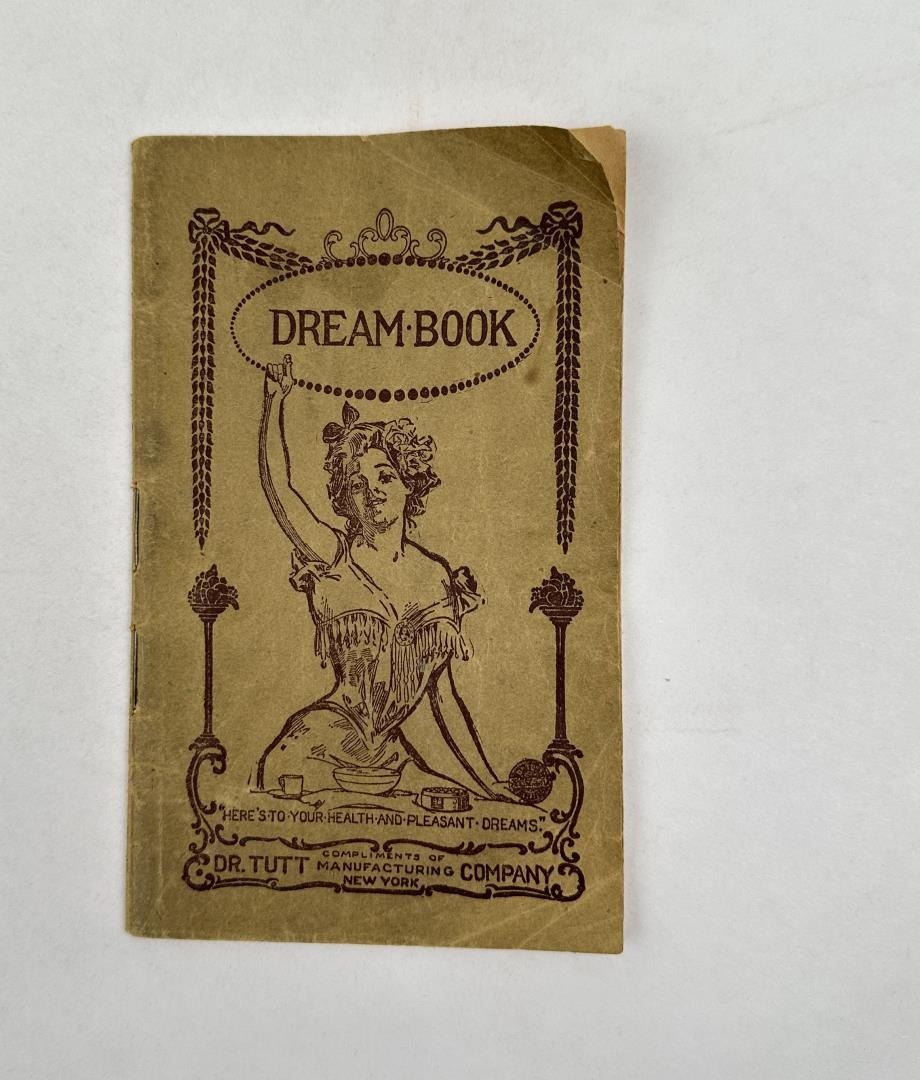 DREAM·BOOK
"HERE'S·TO·YOUR·HEALTH·AND·PLEASANT·DREAMS."
COMPLIMENTS OF
DR. TUTT MANUFACTURING COMPANY
NEW YORK